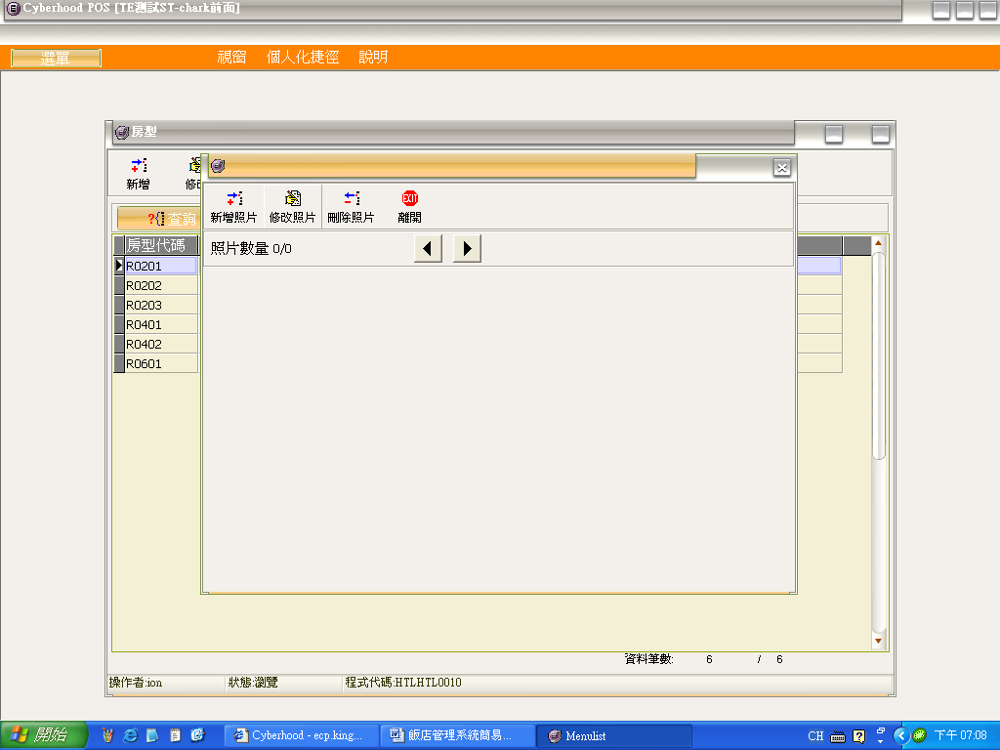 Cyberhood POS [TE測試ST-chark前面]
選單 視窗 個人化捷徑 說明
房型
新增
查詢
新增照片 修改照片 刪除照片 離開
照片數量 0/0
房型代碼
R0201
R0202
R0203
R0401
R0402
R0601
資料筆數: 6 / 6
操作者:ion 狀態:瀏覽 程式代碼:HTLHTL0010
開始 Cyberhood - ecp king... 飯店管理系統簡易... Menulist CH 下午 07:08